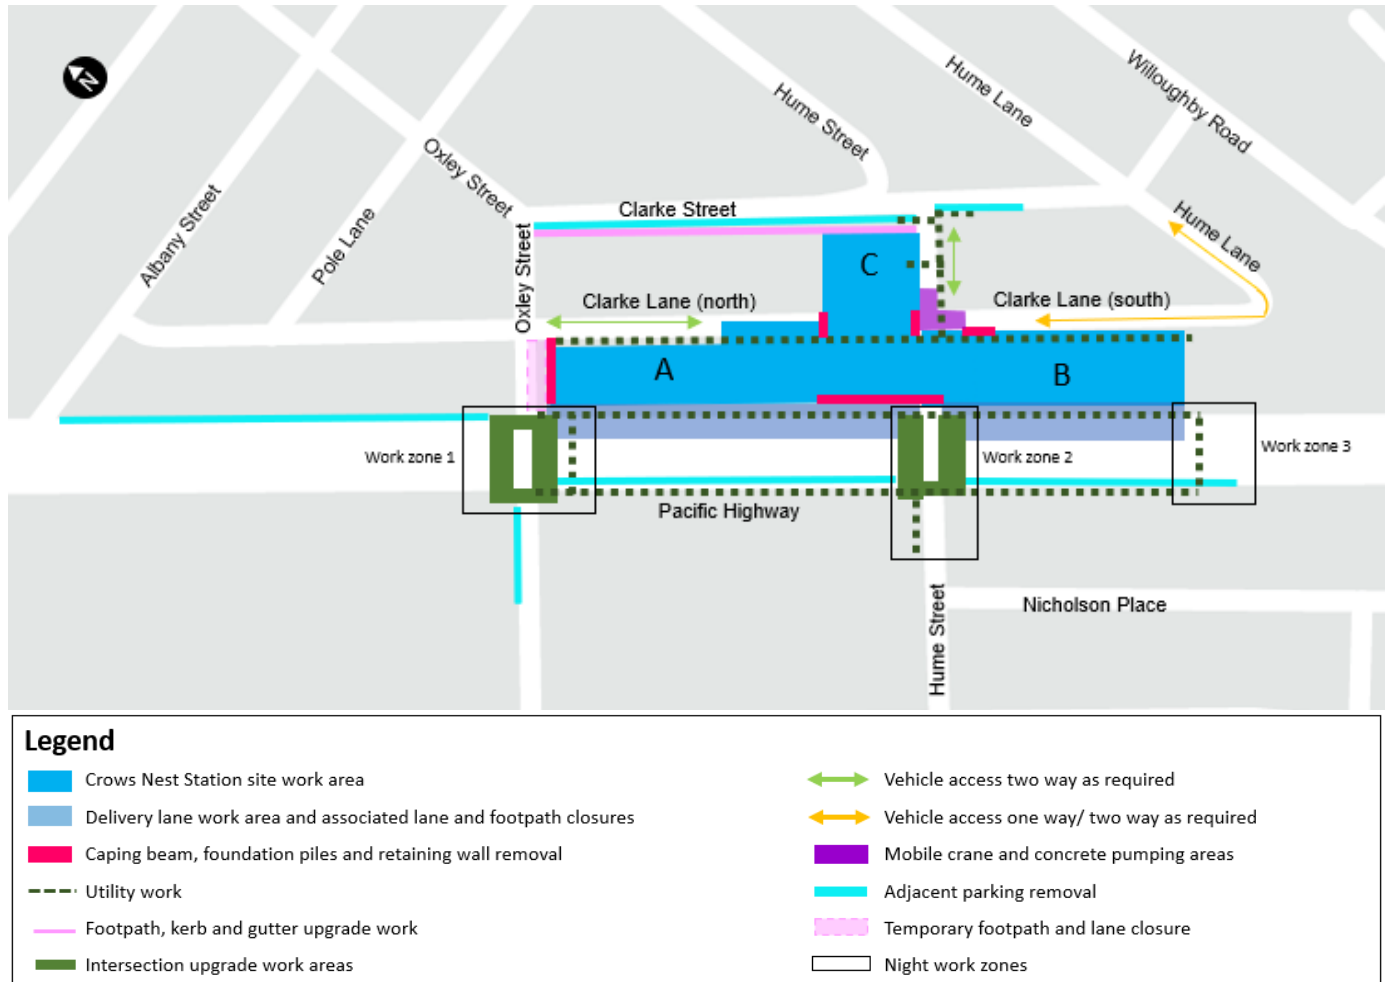 N
Willoughby Road
Hume Lane
Hume Street
Oxley Street
Albany Street
Pole Lane
Clarke Street
Hume Lane
Oxley Street
Clarke Lane (north)
C
Clarke Lane (south)
A
B
Work zone 1
Work zone 2
Work zone 3
Pacific Highway
Hume Street
Nicholson Place
Legend
Crows Nest Station site work area
Delivery lane work area and associated lane and footpath closures
Caping beam, foundation piles and retaining wall removal
Utility work
Footpath, kerb and gutter upgrade work
Intersection upgrade work areas
Vehicle access two way as required
Vehicle access one way/ two way as required
Mobile crane and concrete pumping areas
Adjacent parking removal
Temporary footpath and lane closure
Night work zones